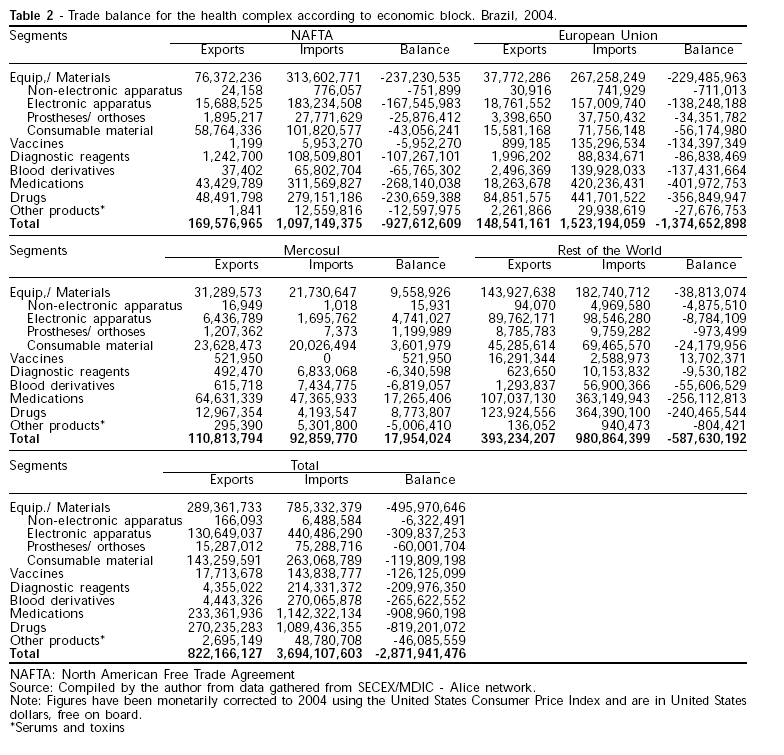 Table 2 - Trade balance for the health complex according to economic block. Brazil, 2004.
Segments NAFTA European Union
Exports Imports Balance Exports Imports Balance
Equip,/ Materials 76,372,236 313,602,771 -237,230,535 37,772,286 267,258,249 -229,485,963
Non-electronic apparatus 24,158 776,057 -751,899 30,916 741,929 -711,013
Electronic apparatus 15,688,525 183,234,508 -167,545,983 18,761,552 157,009,740 -138,248,188
Prostheses/ orthoses 1,895,217 27,771,629 -25,876,412 3,398,650 37,750,432 -34,351,782
Consumable material 58,764,336 101,820,577 -43,056,241 15,581,168 71,756,148 -56,174,980
Vaccines 1,199 5,953,270 -5,952,270 899,185 135,296,534 -134,397,349
Diagnostic reagents 1,242,700 108,509,801 -107,267,101 1,996,202 88,834,671 -86,838,469
Blood derivatives 37,402 65,802,704 -65,765,302 2,496,369 139,928,033 -137,431,664
Medications 43,429,789 311,569,827 -268,140,038 18,263,678 420,236,431 -401,972,753
Drugs 48,491,798 279,151,186 -230,659,388 84,851,575 441,701,522 -356,849,947
Other products* 1,841 12,559,816 -12,597,975 2,261,866 29,938,619 -27,676,753
Total 169,576,965 1,097,149,375 -927,612,609 148,541,161 1,523,194,059 -1,374,652,898
Segments Mercosul Rest of the World
Exports Imports Balance Exports Imports Balance
Equip,/ Materials 31,289,573 21,730,647 9,558,926 143,927,638 182,740,712 -38,813,074
Non-electronic apparatus 16,949 1,018 15,931 94,070 4,969,580 -4,875,510
Electronic apparatus 6,436,789 1,695,762 4,741,027 89,762,171 98,546,280 -8,784,109
Prostheses/ orthoses 1,207,362 7,373 1,199,989 8,785,783 9,759,282 -973,499
Consumable material 23,628,473 20,026,494 3,601,979 45,285,614 69,465,570 -24,179,956
Vaccines 521,950 0 521,950 16,291,344 2,588,973 13,702,371
Diagnostic reagents 492,470 6,833,068 -6,340,598 623,650 10,153,832 -9,530,182
Blood derivatives 615,718 7,434,775 -6,819,057 1,293,837 56,900,366 -55,606,529
Medications 64,631,339 47,365,933 17,265,406 107,037,130 363,149,943 -256,112,813
Drugs 12,967,354 4,193,547 8,773,807 123,924,556 364,390,100 -240,465,544
Other products* 295,390 5,301,800 -5,006,410 136,052 940,473 -804,421
Total 110,813,794 92,859,770 17,954,024 393,234,207 980,864,399 -587,630,192
Segments Total
Exports Imports Balance
Equip./ Materials 289,361,733 785,332,379 -495,970,646
Non-electronic apparatus 166,093 6,488,584 -6,322,491
Electronic apparatus 130,649,037 440,486,290 -309,837,253
Prostheses/ orthoses 15,287,012 75,288,716 -60,001,704
Consumable material 143,259,591 263,068,789 -119,809,198
Vaccines 17,713,678 143,838,777 -126,125,099
Diagnostic reagents 4,355,022 214,331,372 -209,976,350
Blood derivatives 4,443,326 270,065,878 -265,622,552
Medications 233,361,936 1,142,322,134 -908,960,198
Drugs 270,235,283 1,089,436,355 -819,201,072
Other products* 2,695,149 48,780,708 -46,085,559
Total 822,166,127 3,694,107,603 -2,871,941,476
NAFTA: North American Free Trade Agreement
Source: Compiled by the author from data gathered from SECEX/MDIC - Alice network.
Note: Figures have been monetarily corrected to 2004 using the United States Consumer Price Index and are in United States
dollars, free on board.
*Serums and toxins